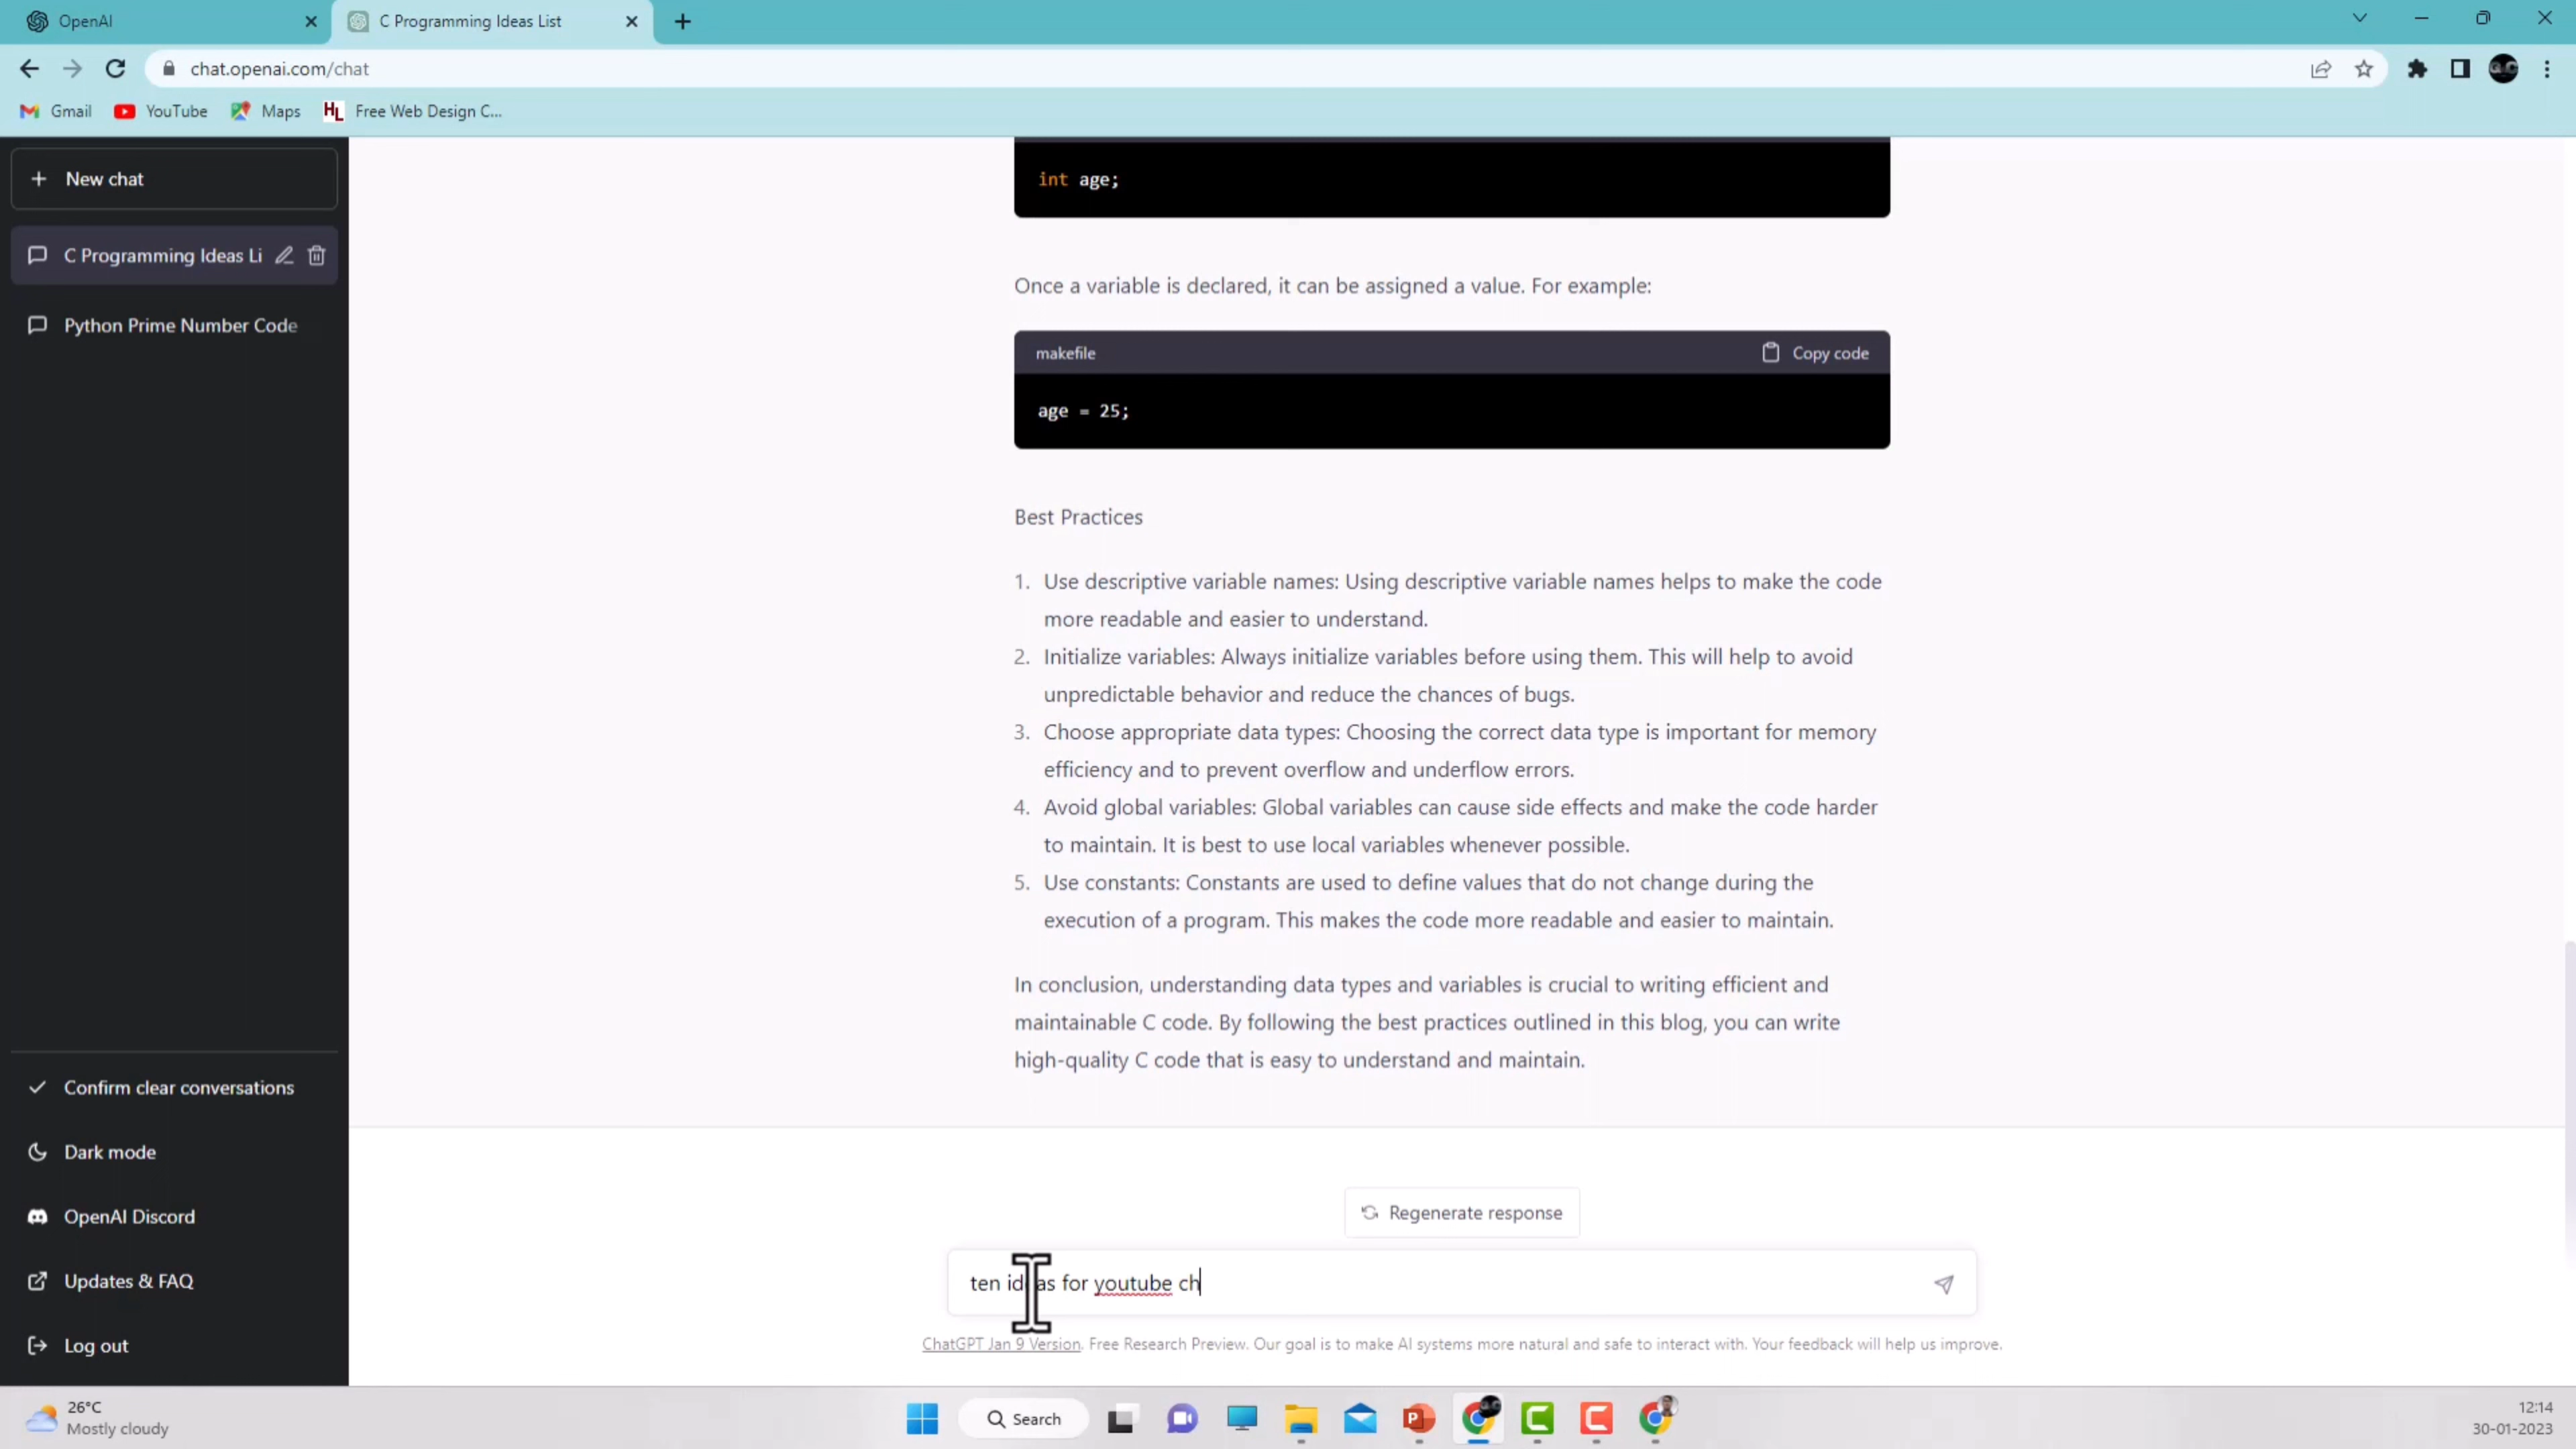 OpenAI
C Programming Ideas List
chat.openai.com/chat
Gmail
YouTube
Maps
HL Free Web Design C...
New chat
C Programming Ideas Li
Python Prime Number Code
int age;
Once a variable is declared, it can be assigned a value. For example:
makefile
Copy code
age = 25;
Best Practices
1. Use descriptive variable names: Using descriptive variable names helps to make the code
more readable and easier to understand.
2. Initialize variables: Always initialize variables before using them. This will help to avoid
unpredictable behavior and reduce the chances of bugs.
3. Choose appropriate data types: Choosing the correct data type is important for memory
efficiency and to prevent overflow and underflow errors.
4. Avoid global variables: Global variables can cause side effects and make the code harder
to maintain. It is best to use local variables whenever possible.
5. Use constants: Constants are used to define values that do not change during the
execution of a program. This makes the code more readable and easier to maintain.
In conclusion, understanding data types and variables is crucial to writing efficient and
maintainable C code. By following the best practices outlined in this blog, you can write
high-quality C code that is easy to understand and maintain.
Confirm clear conversations
Dark mode
OpenAI Discord
Updates & FAQ
Log out
Regenerate response
ten ideas for youtube ch
ChatGPT Jan 9 Version. Free Research Preview. Our goal is to make AI systems more natural and safe to interact with. Your feedback will help us improve.
26°C
Mostly cloudy
Search
12:14
30-01-2023